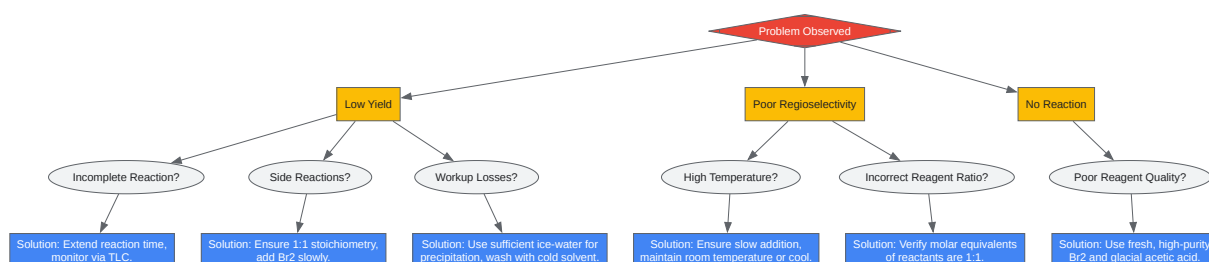 Problem Observed
Low Yield
Poor Regioselectivity
No Reaction
Incomplete Reaction?
Side Reactions?
Workup Losses?
High Temperature?
Incorrect Reagent Ratio?
Poor Reagent Quality?
Solution: Extend reaction time,
monitor via TLC.
Solution: Ensure 1:1 stoichiometry,
add Br2 slowly.
Solution: Use sufficient ice-water for
precipitation, wash with cold solvent.
Solution: Ensure slow addition,
maintain room temperature or cool.
Solution: Verify molar equivalents
of reactants are 1:1.
Solution: Use fresh, high-purity
Br2 and glacial acetic acid.